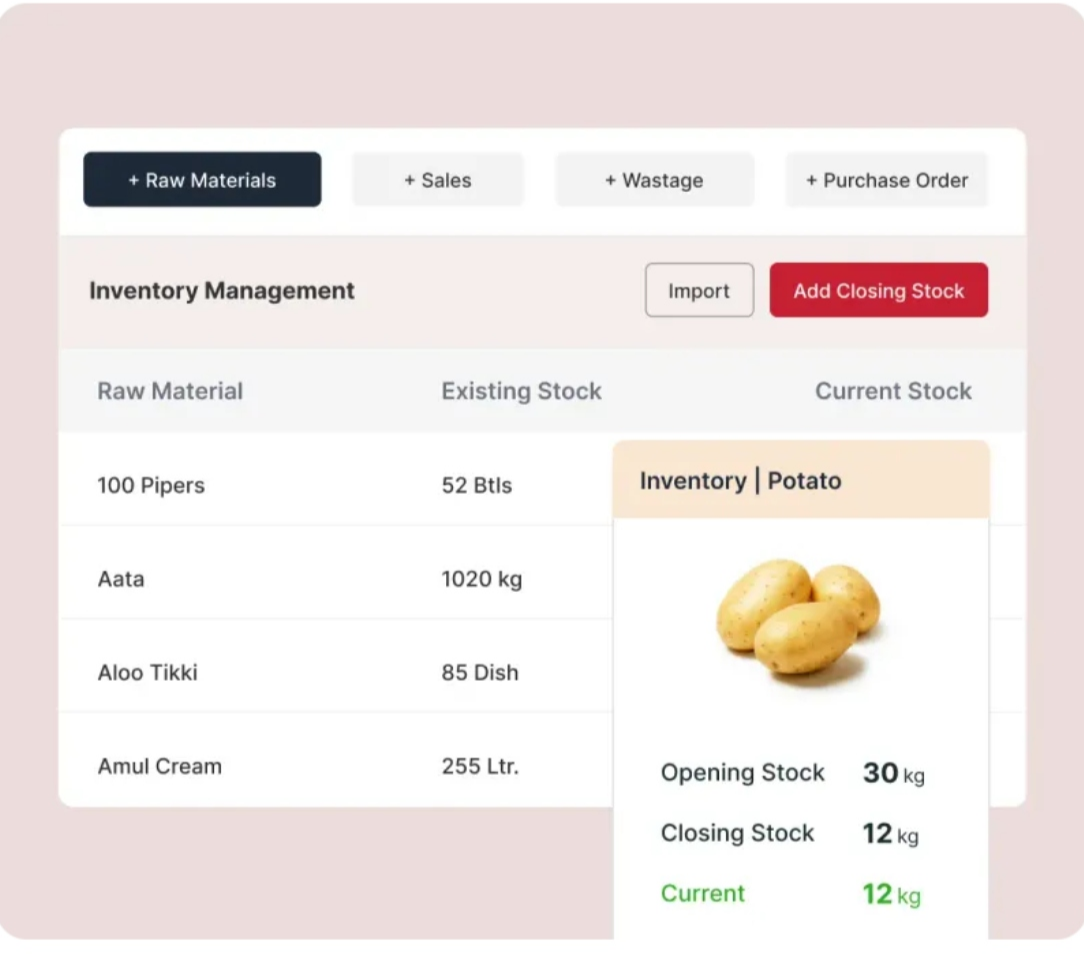 + Raw Materials + Sales + Wastage + Purchase Order
Inventory Management Import Add Closing Stock
Raw Material Existing Stock Current Stock
100 Pipers 52 Btls
Aata 1020 kg
Aloo Tikki 85 Dish
Amul Cream 255 Ltr.
Inventory | Potato
Opening Stock 30 kg
Closing Stock 12 kg
Current 12 kg